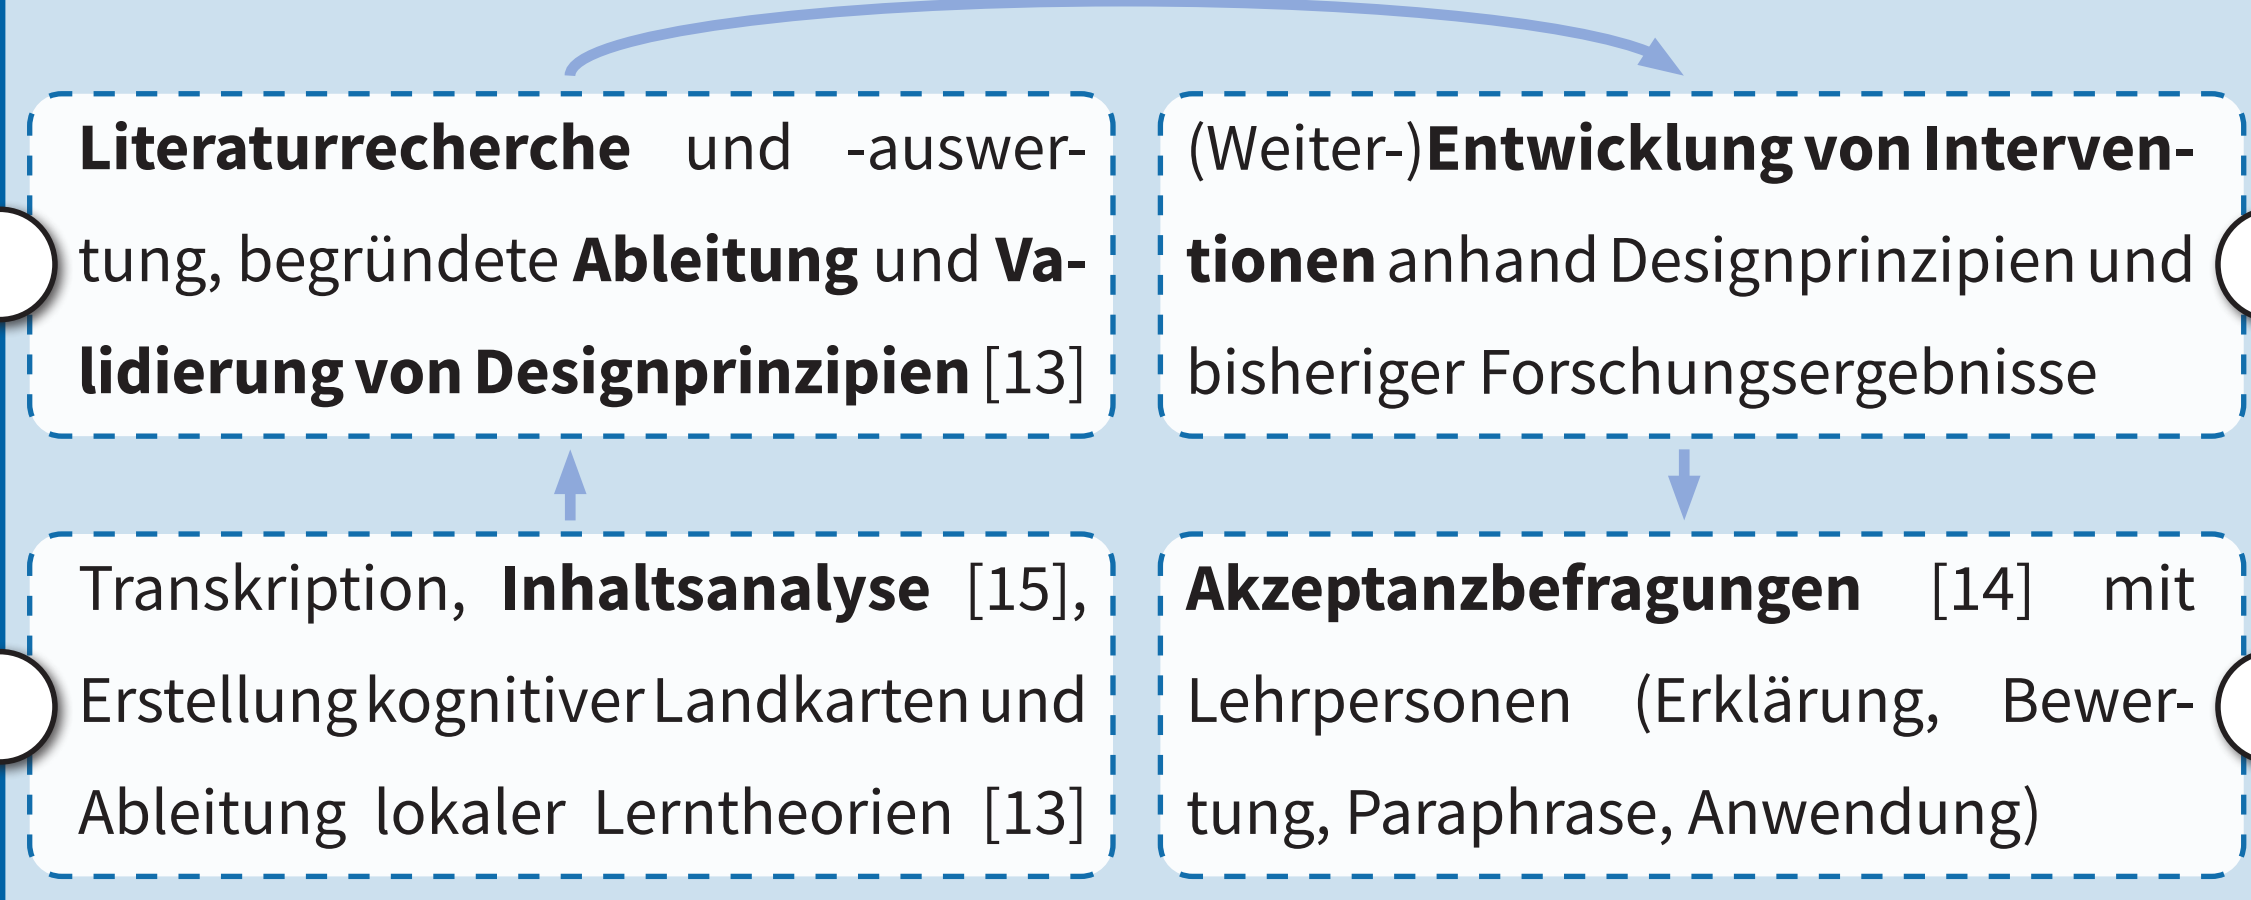 Literaturrecherche und -auswer-
tung, begründete Ableitung und Va-
lidierung von Designprinzipien [13]
(Weiter-)Entwicklung von Interven-
tionen anhand Designprinzipien und
bisheriger Forschungsergebnisse
Transkription, Inhaltsanalyse [15],
Erstellung kognitiver Landkarten und
Ableitung lokaler Lerntheorien [13]
Akzeptanzbefragungen [14] mit
Lehrpersonen (Erklärung, Bewer-
tung, Paraphrase, Anwendung)